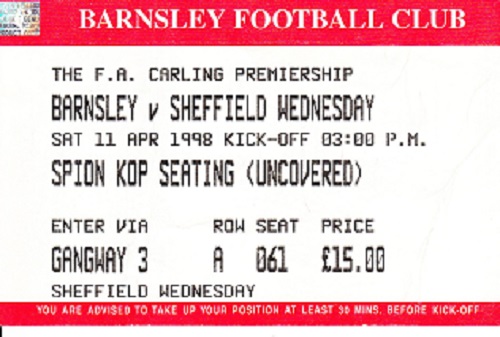 BARNSLEY FOOTBALL CLUB
THE F.A. CARLING PREMIERSHIP
BARNSLEY v SHEFFIELD WEDNESDAY
SAT 11 APR 1998 KICK-OFF 03:00 P.M.
SPION KOP SEATING (UNCOVERED)
ENTER VIA ROW SEAT PRICE
GANGWAY 3 A 061 £15.00
SHEFFIELD WEDNESDAY
YOU ARE ADVISED TO TAKE UP YOUR POSITION AT LEAST 30 MINS. BEFORE KICK-OFF